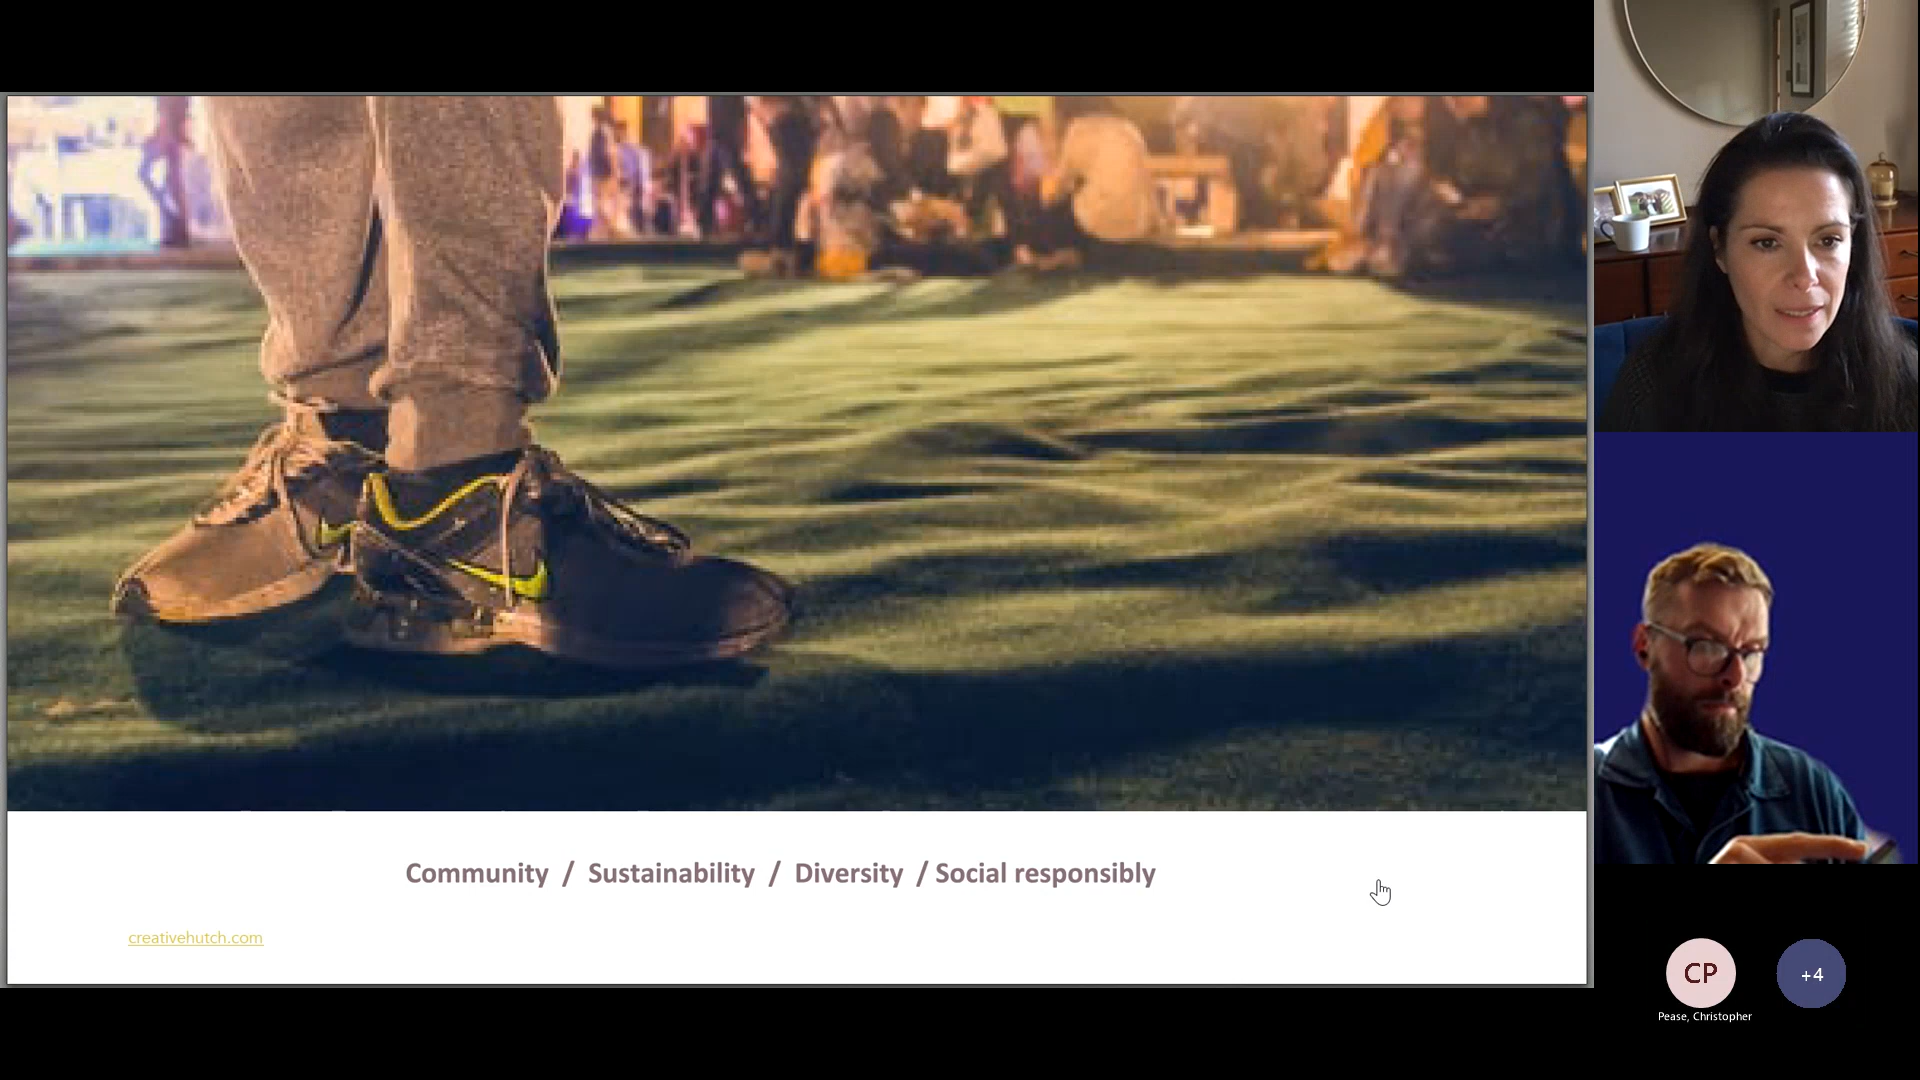 Community / Sustainability / Diversity / Social responsibly
creativehutch.com
CP
+4
Pease, Christopher